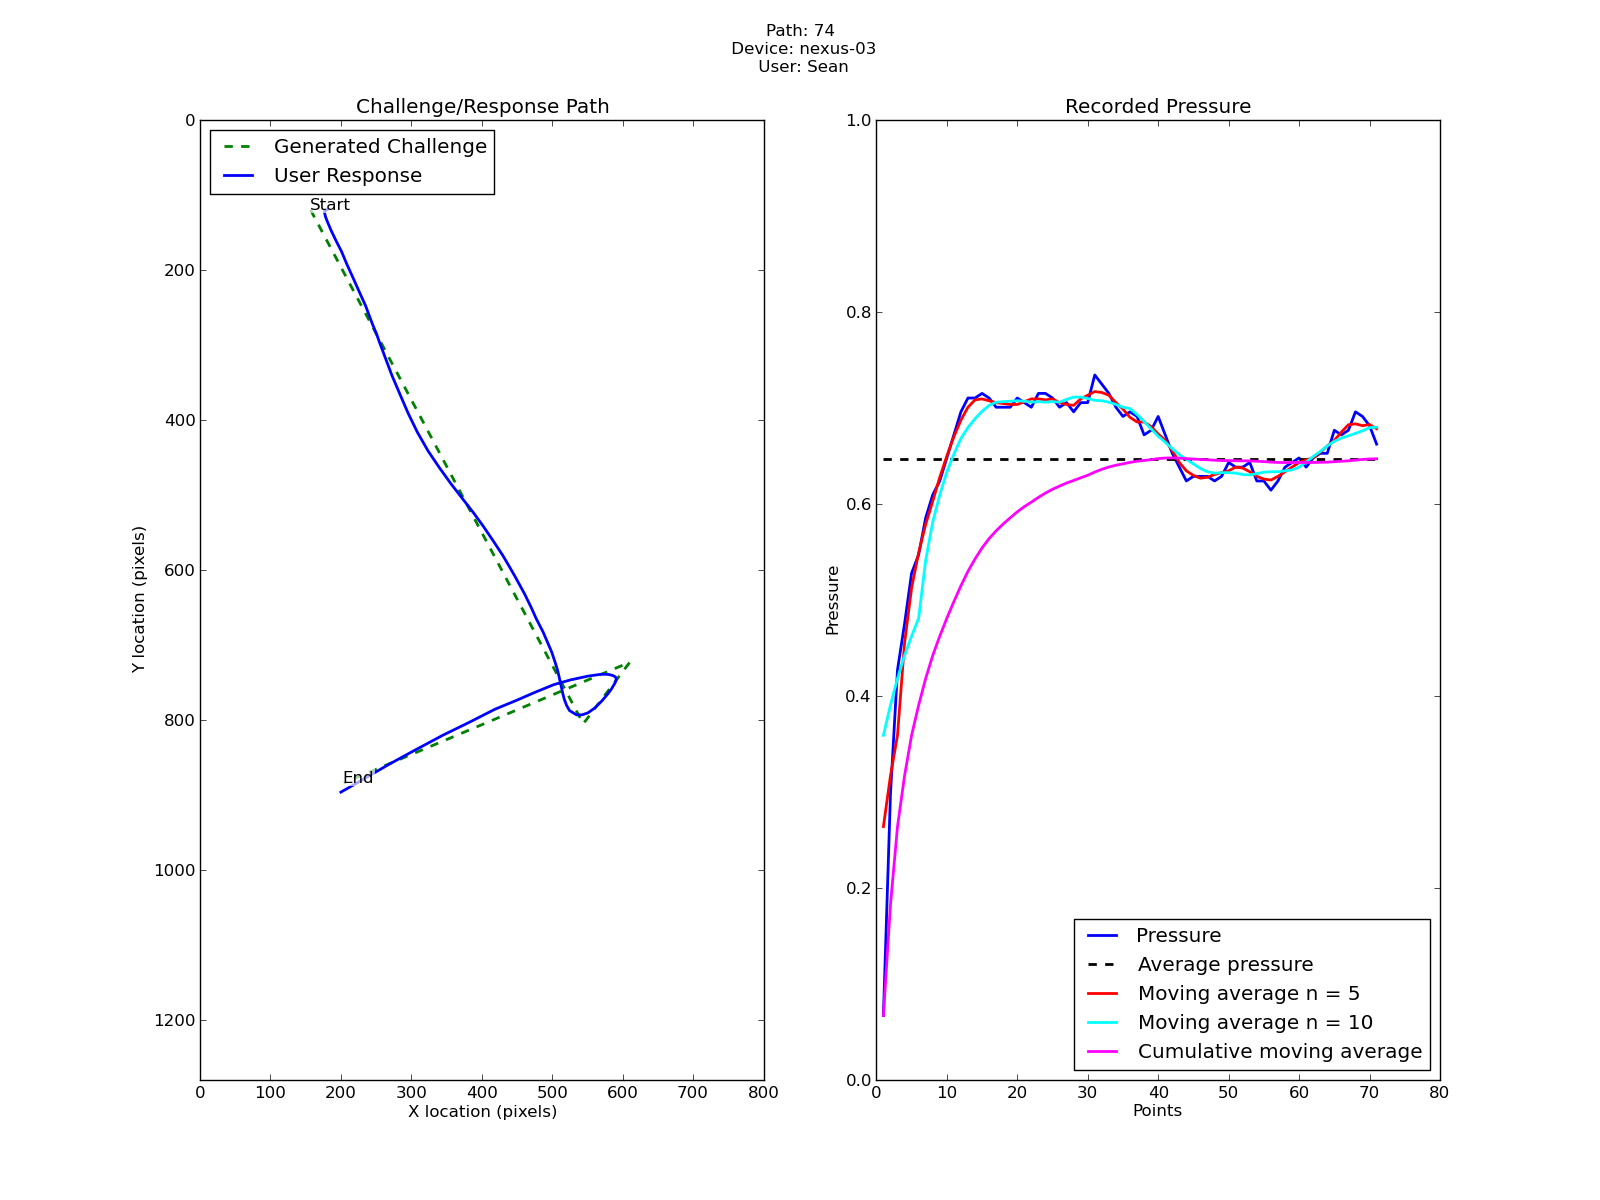 Path: 74
Device: nexus-03
User: Sean
Challenge/Response Path
Generated Challenge
User Response
Start
End
0
200
400
600
800
1000
1200
Y location (pixels)
0 100 200 300 400 500 600 700 800
X location (pixels)
Recorded Pressure
1.0
0.8
0.6
0.4
0.2
0.0
Pressure
Pressure
Average pressure
Moving average n = 5
Moving average n = 10
Cumulative moving average
0 10 20 30 40 50 60 70 80
Points